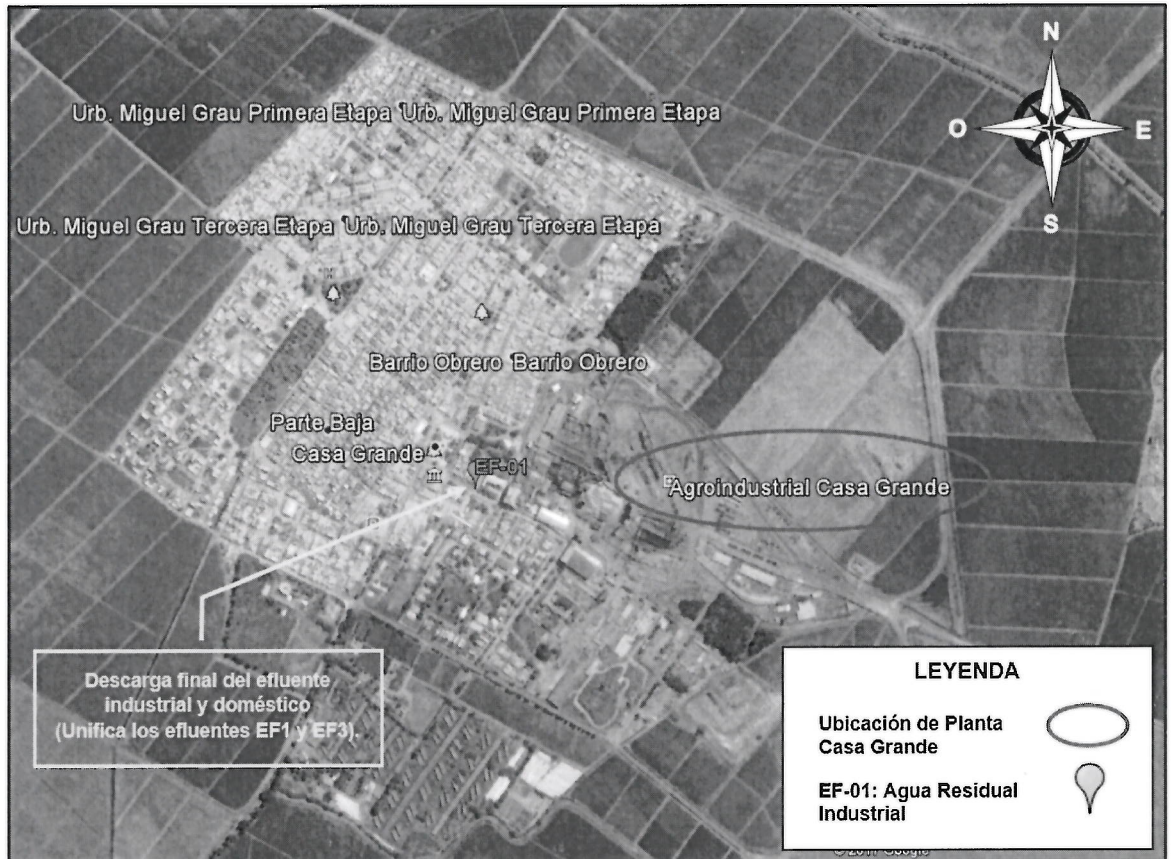 N
Urb. Miguel Grau Primera Etapa Urb. Miguel Grau Primera Etapa
O E
S
Urb. Miguel Grau Tercera Etapa Urb. Miguel Grau Tercera Etapa
Barrio Obrero Barrio Obrero
Parte Baja
Casa Grande
EF-01
Agroindustrial Casa Grande
Descarga final del efluente
industrial y doméstico
(Unifica los efluentes EF1 y EF3).
LEYENDA
Ubicación de Planta
Casa Grande
EF-01: Agua Residual
Industrial